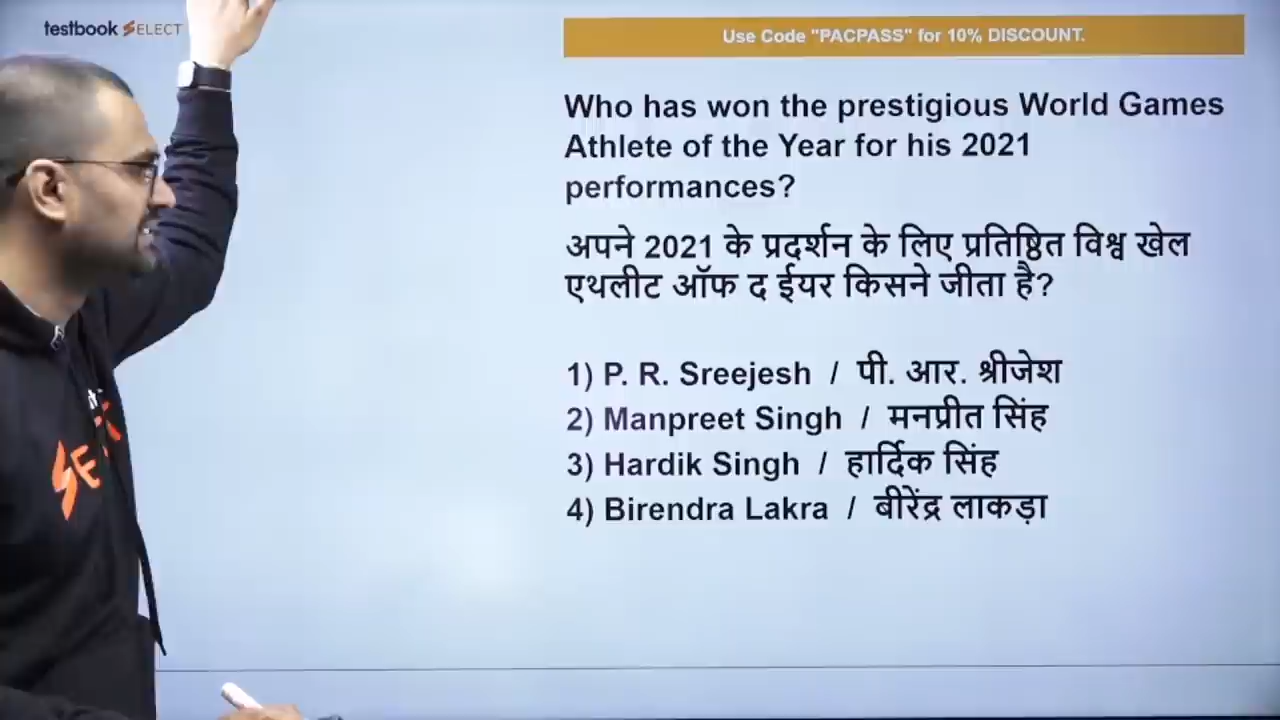 testbook SELECT
Use Code "PACPASS" for 10% DISCOUNT.
Who has won the prestigious World Games
Athlete of the Year for his 2021
performances?
अपने 2021 के प्रदर्शन के लिए प्रतिष्ठित विश्व खेल
एथलीट ऑफ द ईयर किसने जीता है?
1) P. R. Sreejesh / पी. आर. श्रीजेश
2) Manpreet Singh / मनप्रीत सिंह
3) Hardik Singh / हार्दिक सिंह
4) Birendra Lakra / बीरेंद्र लाकड़ा